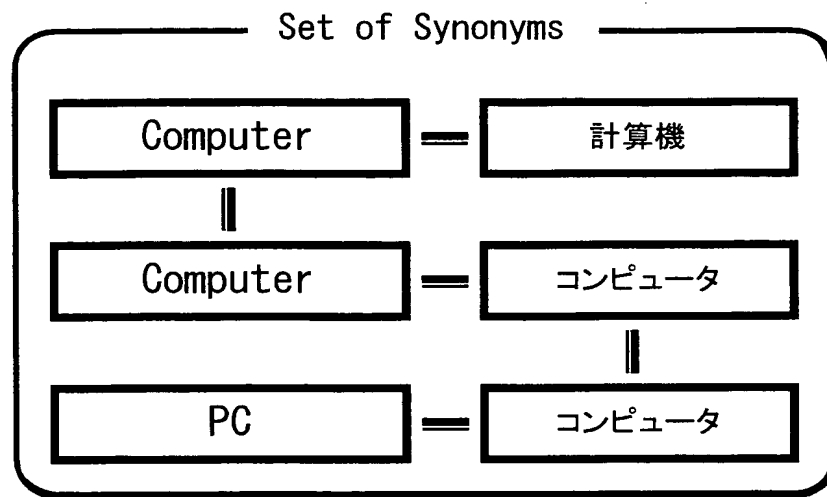 Set of Synonyms
Computer
計算機
Computer
コンピュータ
PC
コンピュータ